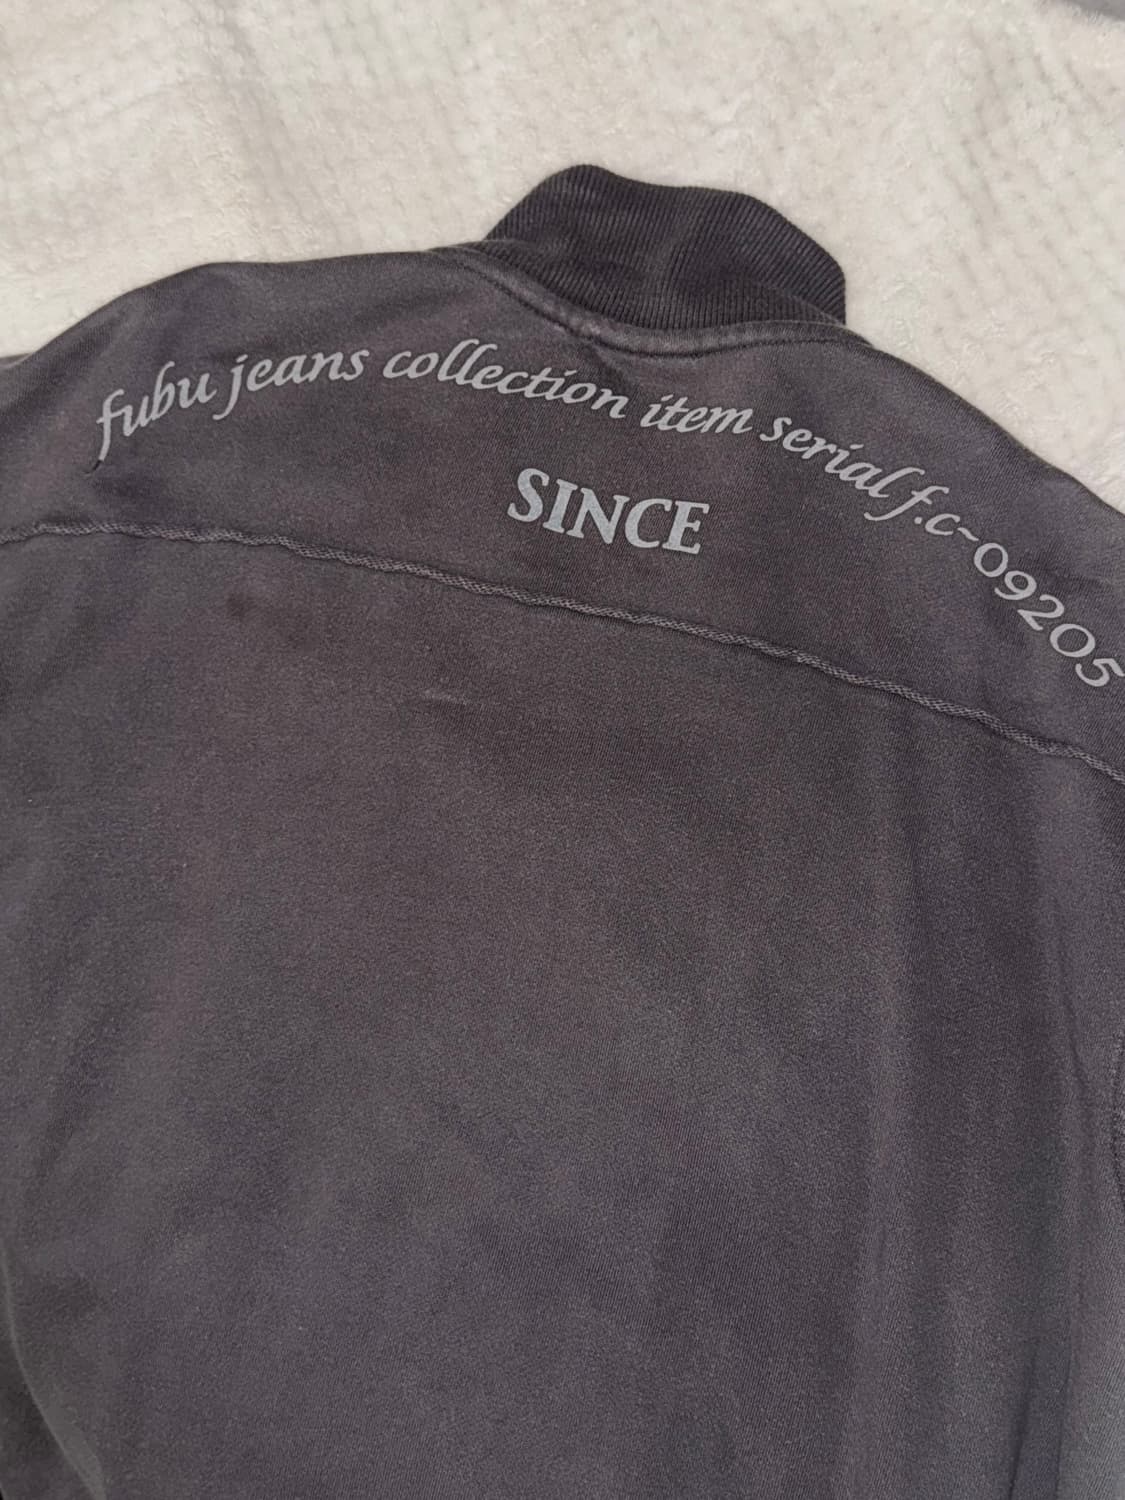 fubu jeans collection item serial f.c-09205
SINCE